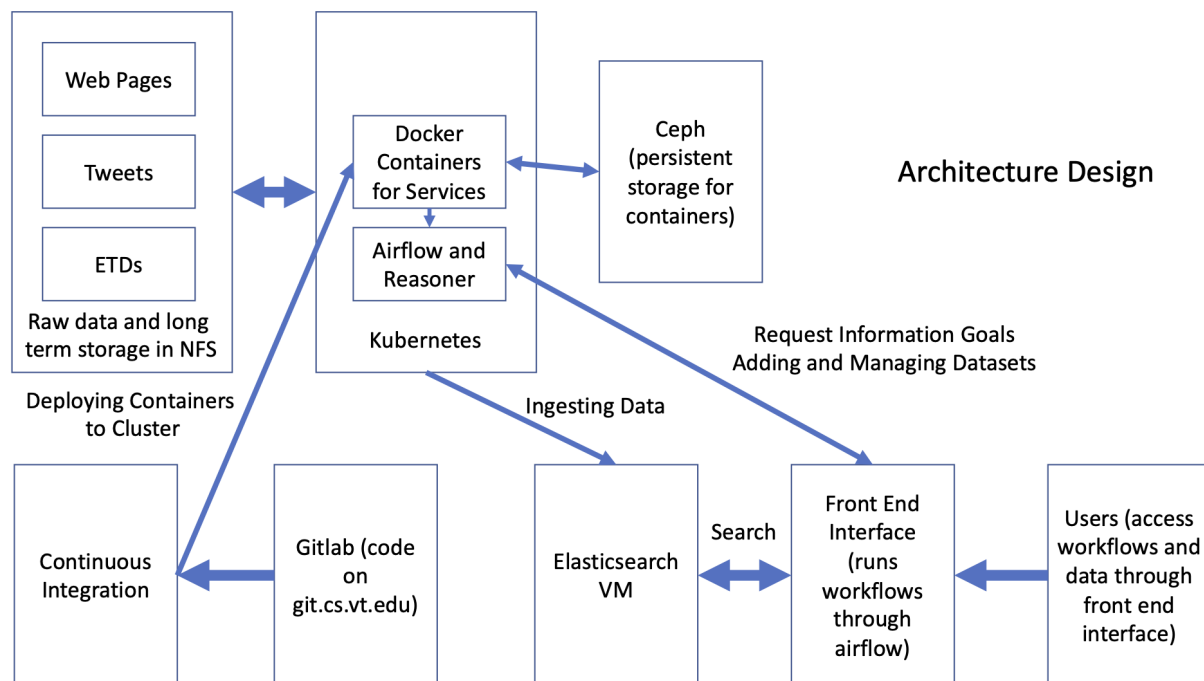 Web Pages
Tweets
ETDs
Raw data and long
term storage in NFS
Docker
Containers
for Services
Airflow and
Reasoner
Kubernetes
Ceph
(persistent
storage for
containers)
Architecture Design
Deploying Containers
to Cluster
Ingesting Data
Request Information Goals
Adding and Managing Datasets
Continuous
Integration
Gitlab (code
on
git.cs.vt.edu)
Elasticsearch
VM
Search
Front End
Interface
(runs
workflows
through
airflow)
Users (access
workflows and
data through
front end
interface)